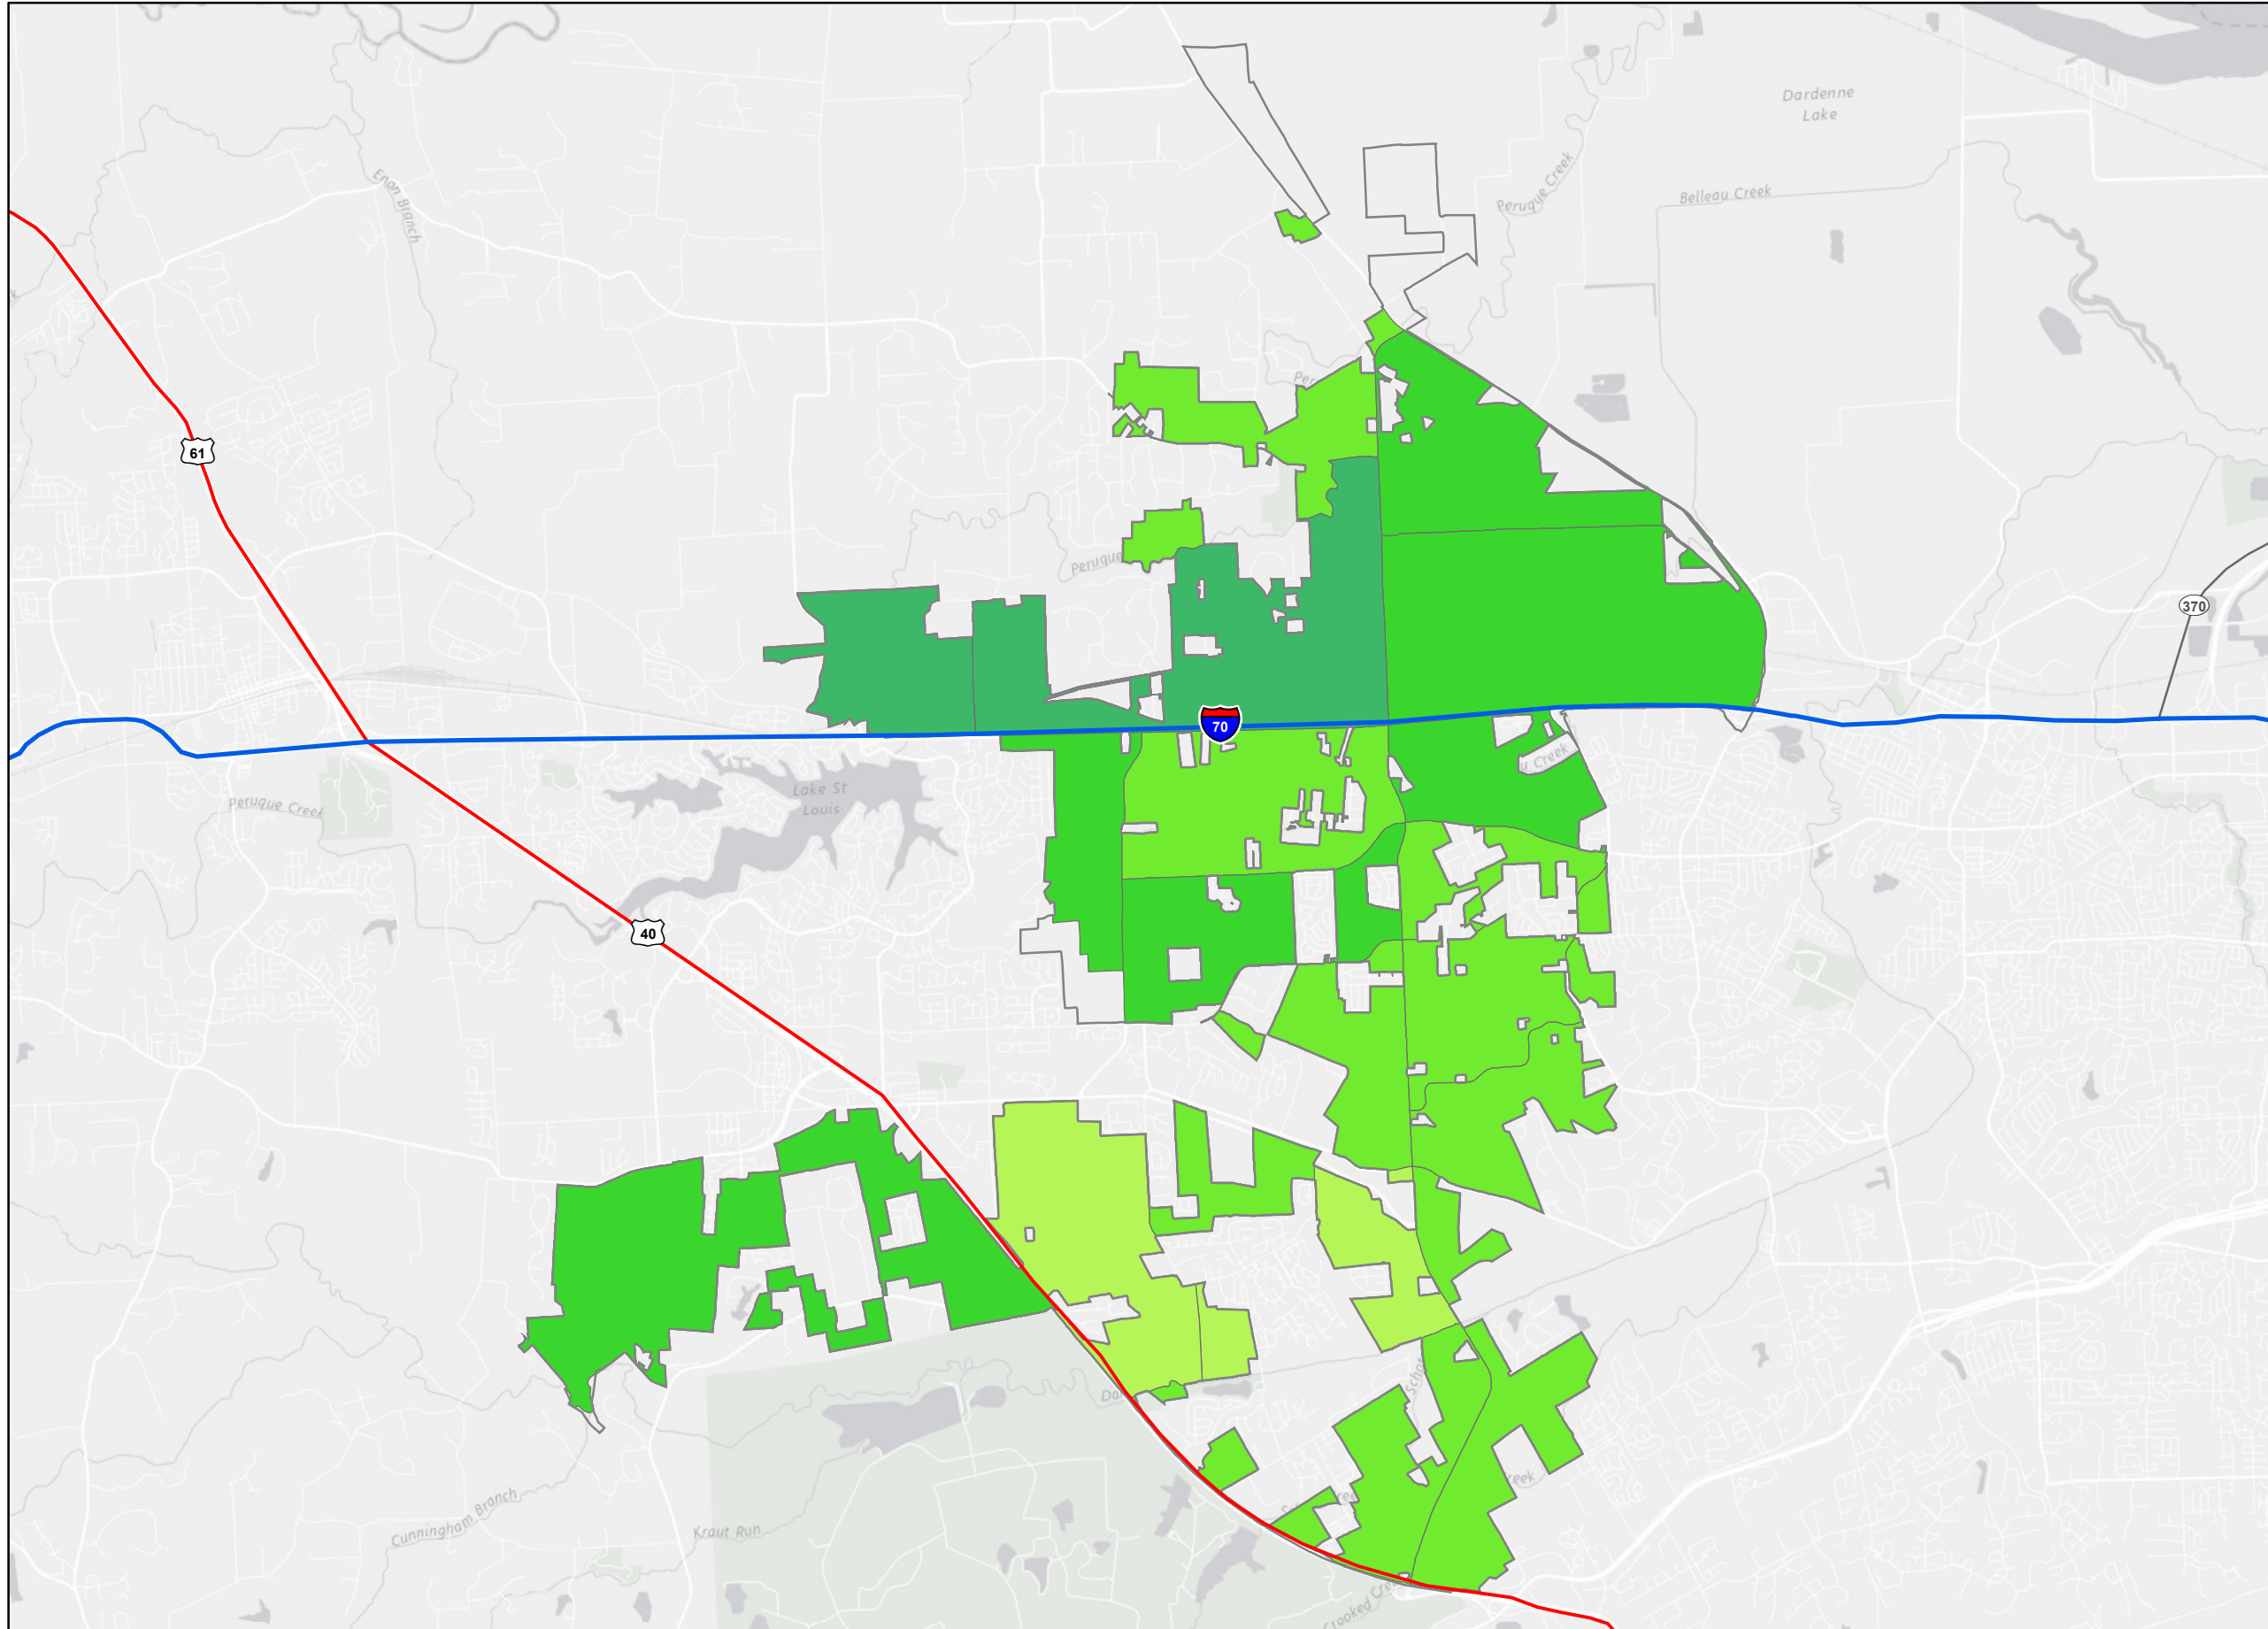 Dardenne
Lake
Enon Branch
Peruque Creek
Belleau Creek
61
Peruque
370
70
Lake St
Louis
Peruque Creek
40
Cunningham Branch
Kraut Run
Crooked